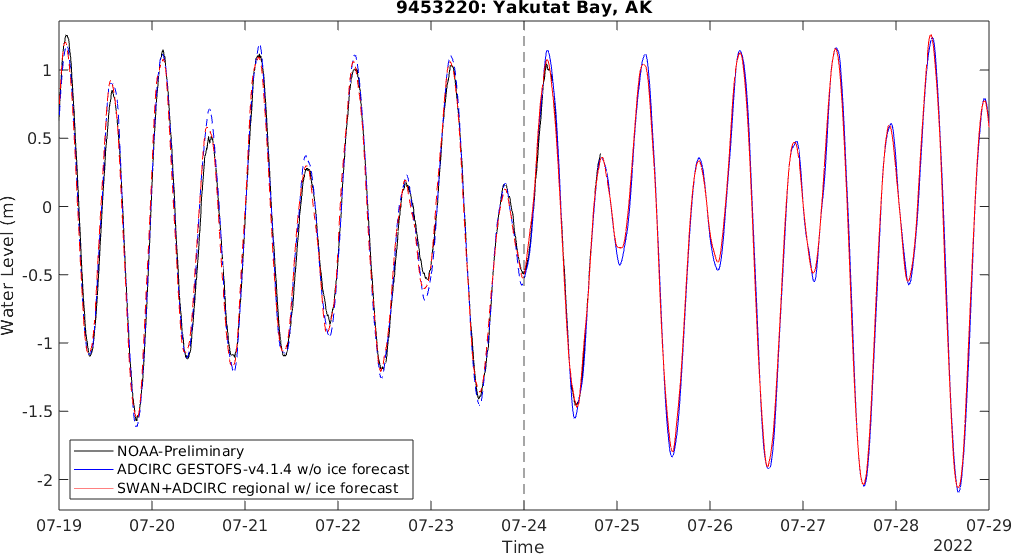 9453220: Yakutat Bay, AK
Water Level (m)
1
0.5
0
-0.5
-1
-1.5
-2
NOAA-Preliminary
ADCIRC GESTOFS-v4.1.4 w/o ice forecast
SWAN+ADCIRC regional w/ ice forecast
07-19 07-20 07-21 07-22 07-23 07-24 07-25 07-26 07-27 07-28 07-29
Time
2022